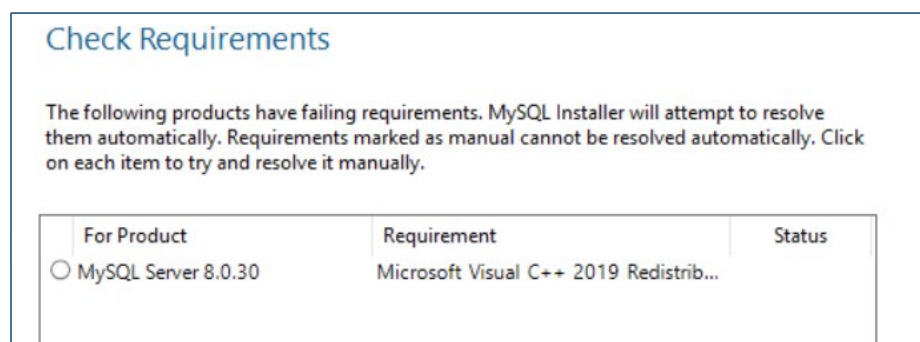 Check Requirements
The following products have failing requirements. MySQL Installer will attempt to resolve
them automatically. Requirements marked as manual cannot be resolved automatically. Click
on each item to try and resolve it manually.
For Product Requirement Status
MySQL Server 8.0.30 Microsoft Visual C++ 2019 Redistrib...